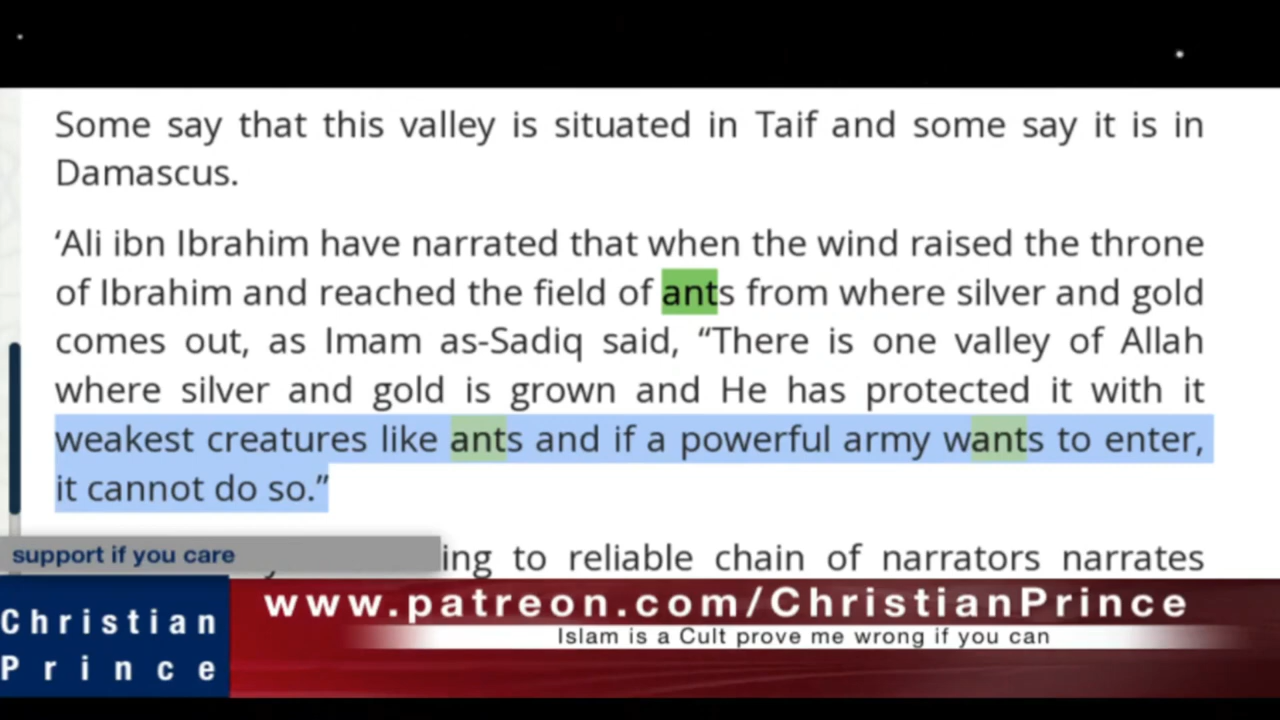 Some say that this valley is situated in Taif and some say it is in
Damascus.
‘Ali ibn Ibrahim have narrated that when the wind raised the throne
of Ibrahim and reached the field of ants from where silver and gold
comes out, as Imam as-Sadiq said, “There is one valley of Allah
where silver and gold is grown and He has protected it with it
weakest creatures like ants and if a powerful army wants to enter,
it cannot do so.”
ing to reliable chain of narrators narrates
support if you care
Christian
Prince
www.patreon.com/ChristianPrince
Islam is a Cult prove me wrong if you can